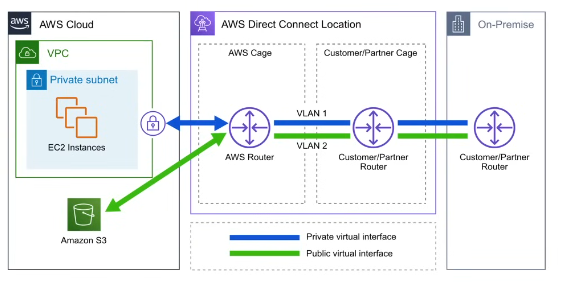 aws
AWS Cloud
AWS Direct Connect Location
On-Premise
VPC
AWS Cage
Customer/Partner Cage
Private subnet
EC2 Instances
VLAN 1
VLAN 2
AWS Router
Customer/Partner
Router
Customer/Partner
Router
Amazon S3
Private virtual interface
Public virtual interface